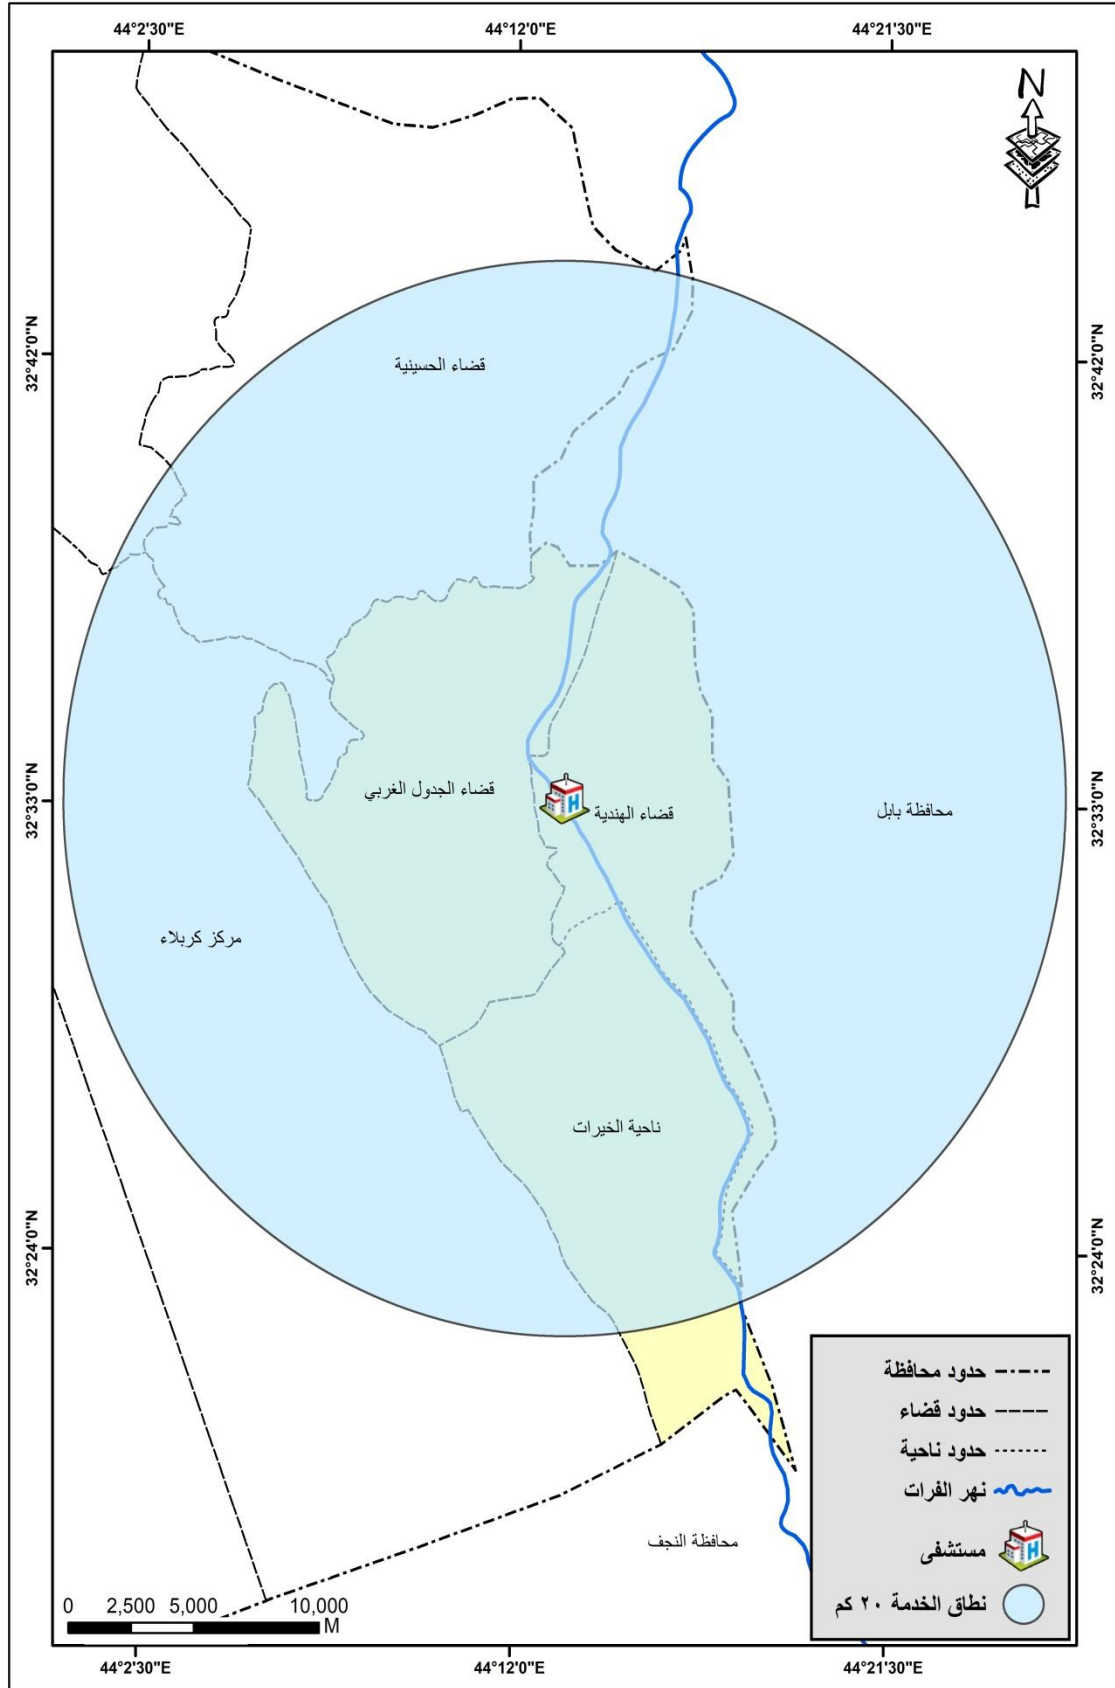 44°2'30"E
44°12'0"E
44°21'30"E
N
32°42'0"N
32°42'0"N
قضاء الحسينية
32°33'0"N
قضاء الجدول الغربي
H
قضاء الهندية
محافظة بابل
32°33'0"N
مركز كربلاء
ناحية الخيرات
32°24'0"N
32°24'0"N
محافظة النجف
حدود محافظة
حدود قضاء
حدود ناحية
نهر الفرات
مستشفى
H
نطاق الخدمة ٢٠ كم
0 2,500 5,000 10,000
M
44°2'30"E
44°12'0"E
44°21'30"E